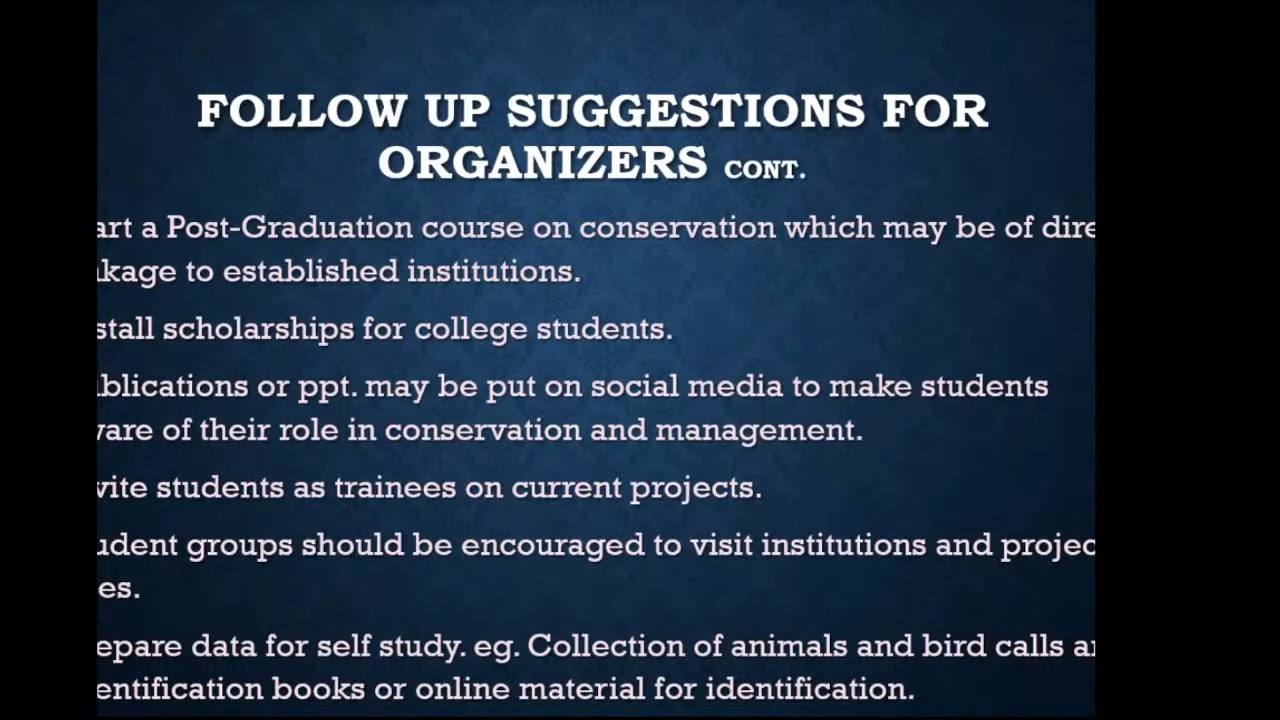 FOLLOW UP SUGGESTIONS FOR
ORGANIZERS CONT.
art a Post-Graduation course on conservation which may be of dire
kage to established institutions.
stall scholarships for college students.
ublications or ppt. may be put on social media to make students
ware of their role in conservation and management.
vite students as trainees on current projects.
udent groups should be encouraged to visit institutions and projec
es.
epare data for self study. eg. Collection of animals and bird calls an
entification books or online material for identification.